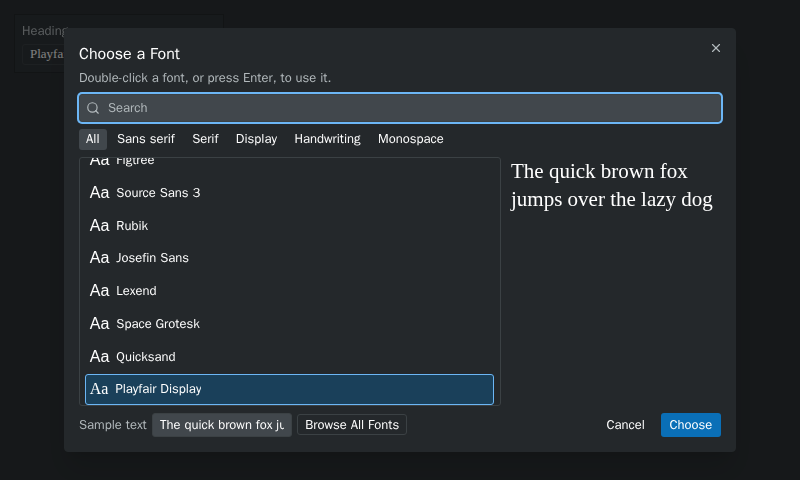 Heading
Playfa
Choose a Font
Double-click a font, or press Enter, to use it.
Search
All Sans serif Serif Display Handwriting Monospace
Aa Figtree
Aa Source Sans 3
Aa Rubik
Aa Josefin Sans
Aa Lexend
Aa Space Grotesk
Aa Quicksand
Aa Playfair Display
The quick brown fox
jumps over the lazy dog
Sample text The quick brown fox ju Browse All Fonts Cancel Choose